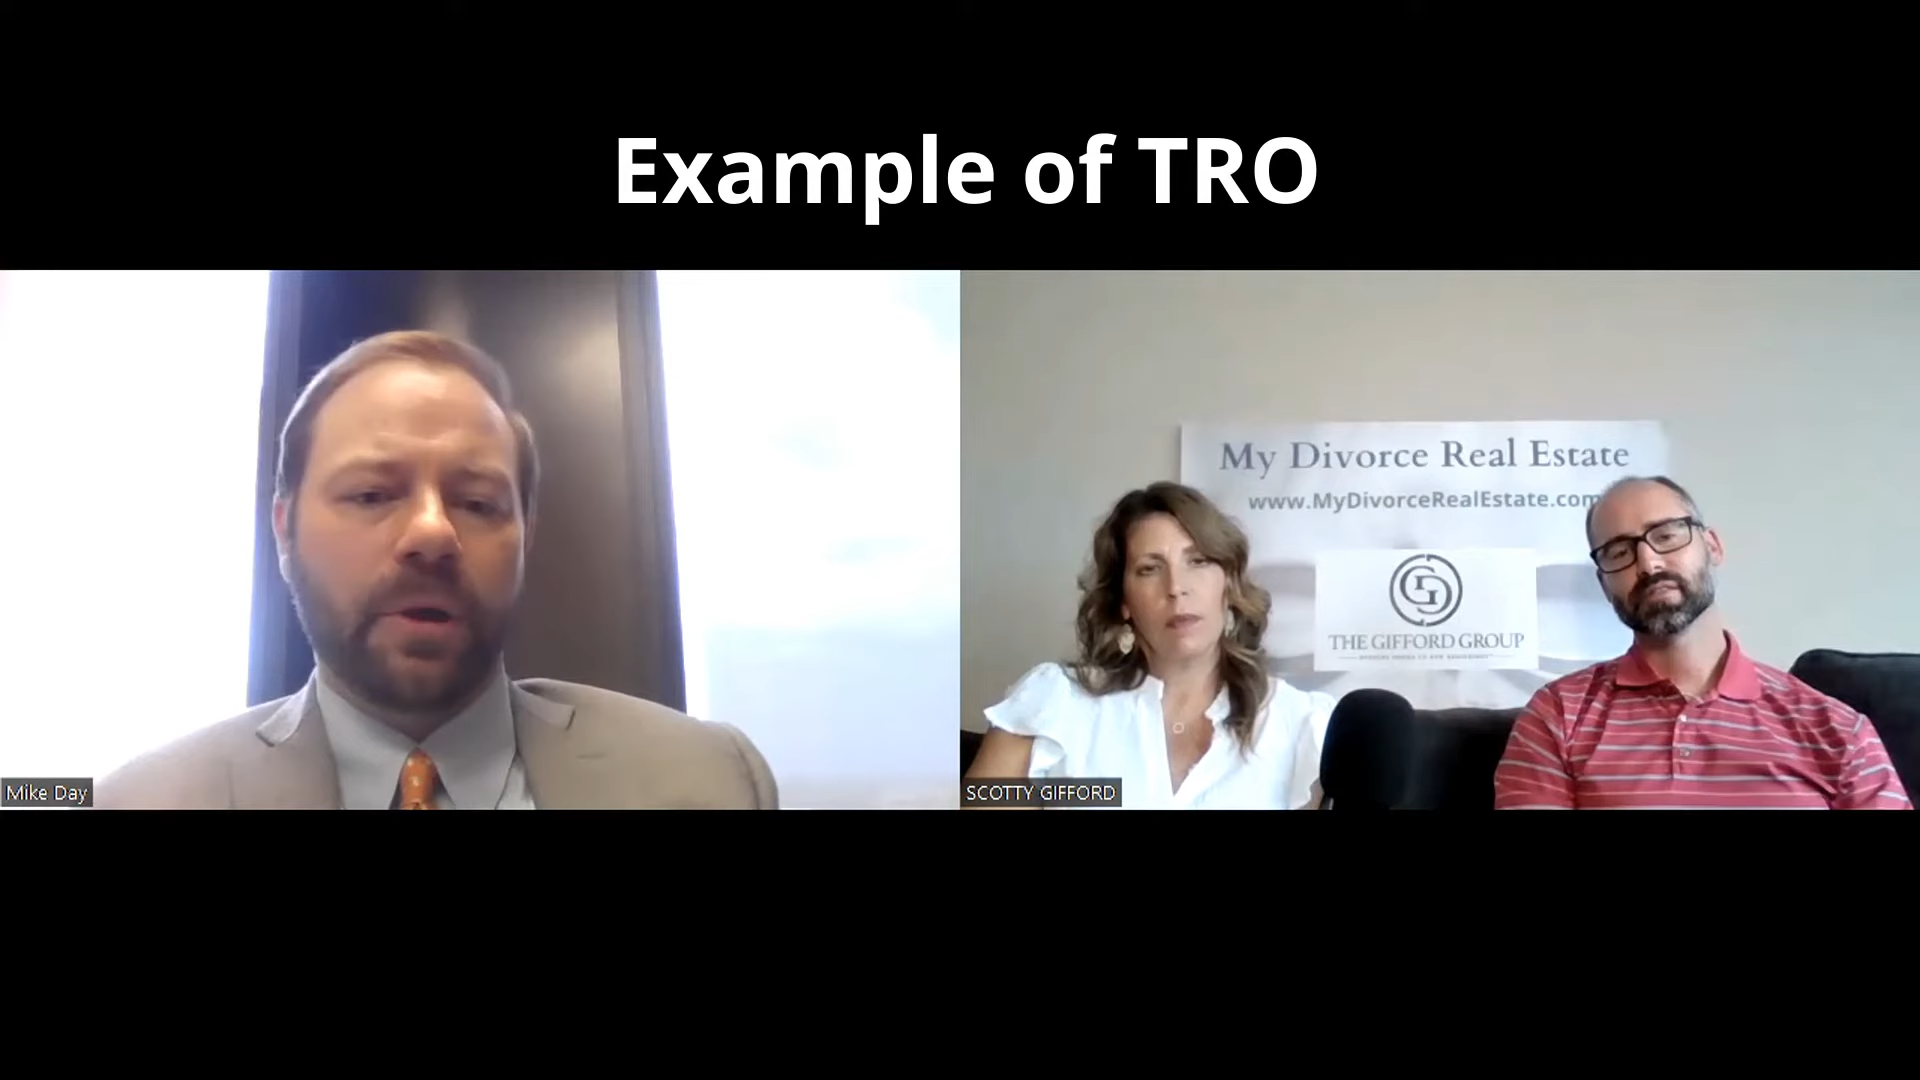 Example of TRO
Mike Day
My Divorce Real Estate
www.MyDivorceRealEstate.com
THE GIFFORD GROUP
SCOTTY GIFFORD